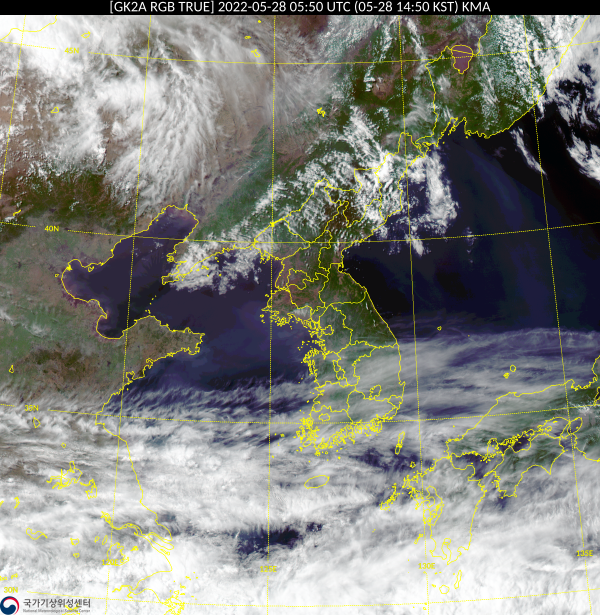 [GK2A RGB TRUE] 2022-05-28 05:50 UTC (05-28 14:50 KST) KMA
40N
35N
국가기상위성센터
National Meteorological Satellite Center